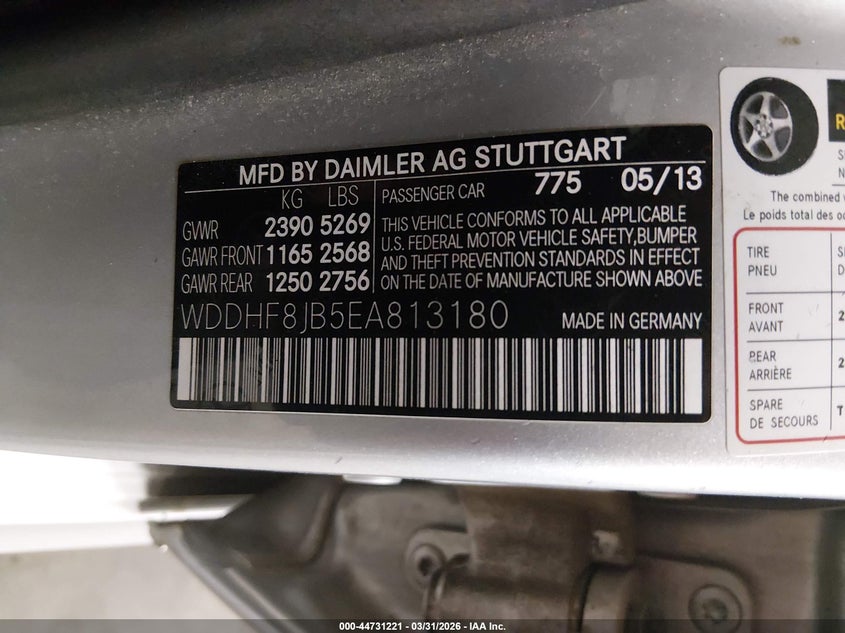 MFD BY DAIMLER AG STUTTGART
KG LBS
GVWR 2390 5269
GAWR FRONT 1165 2568
GAWR REAR 1250 2756
PASSENGER CAR 775 05/13
THIS VEHICLE CONFORMS TO ALL APPLICABLE
U.S. FEDERAL MOTOR VEHICLE SAFETY,BUMPER
AND THEFT PREVENTION STANDARDS IN EFFECT
ON THE DATE OF MANUFACTURE SHOWN ABOVE
WDDHF8JB5EA813180 MADE IN GERMANY
The combined
Le poids total des
TIRE
PNEU
FRONT
AVANT
REAR
ARRIÈRE
SPARE
DE SECOURS
000-44731221 - 03/31/2026 - IAA Inc.